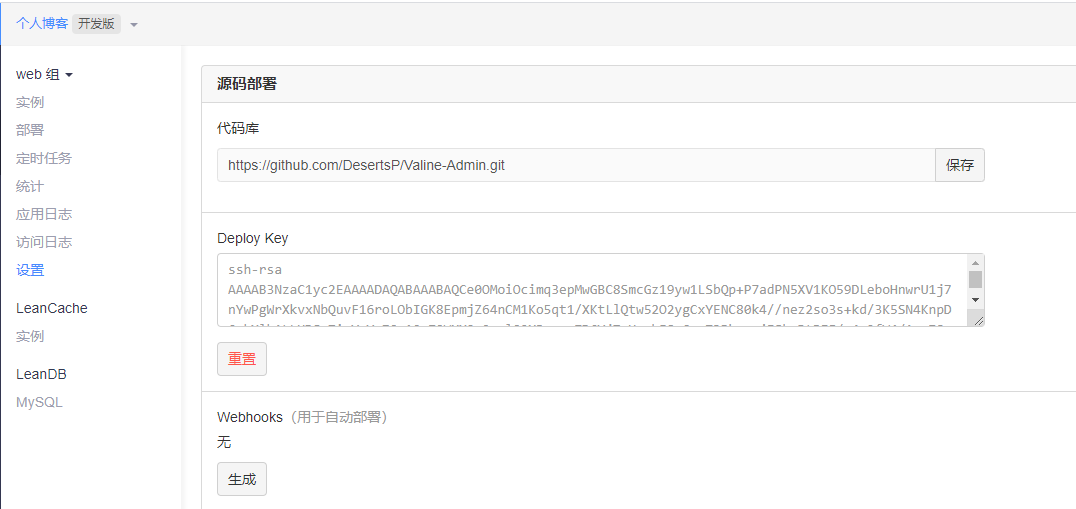 个人博客 开发版
web 组
实例
部署
定时任务
统计
应用日志
访问日志
设置
LeanCache
实例
LeanDB
MySQL
源码部署
代码库
https://github.com/DesertsP/Valine-Admin.git
保存
Deploy Key
ssh-rsa
AAAAB3NzaC1yc2EAAAADAQABAAABAQCe0OMoiOcimq3epMwGBC8SmcGz19yw1LSbQp+P7adPN5XV1KO59DLeboHnwrU1j7
nYwPgWrXkvxNbQuvF16roLObIGK8EpmjZ64nCM1Ko5qt1/XKtLlQtw52O2ygCxYENC80k4//nez2so3s+kd/3K5SN4KnpD
重置
Webhooks（用于自动部署）
无
生成